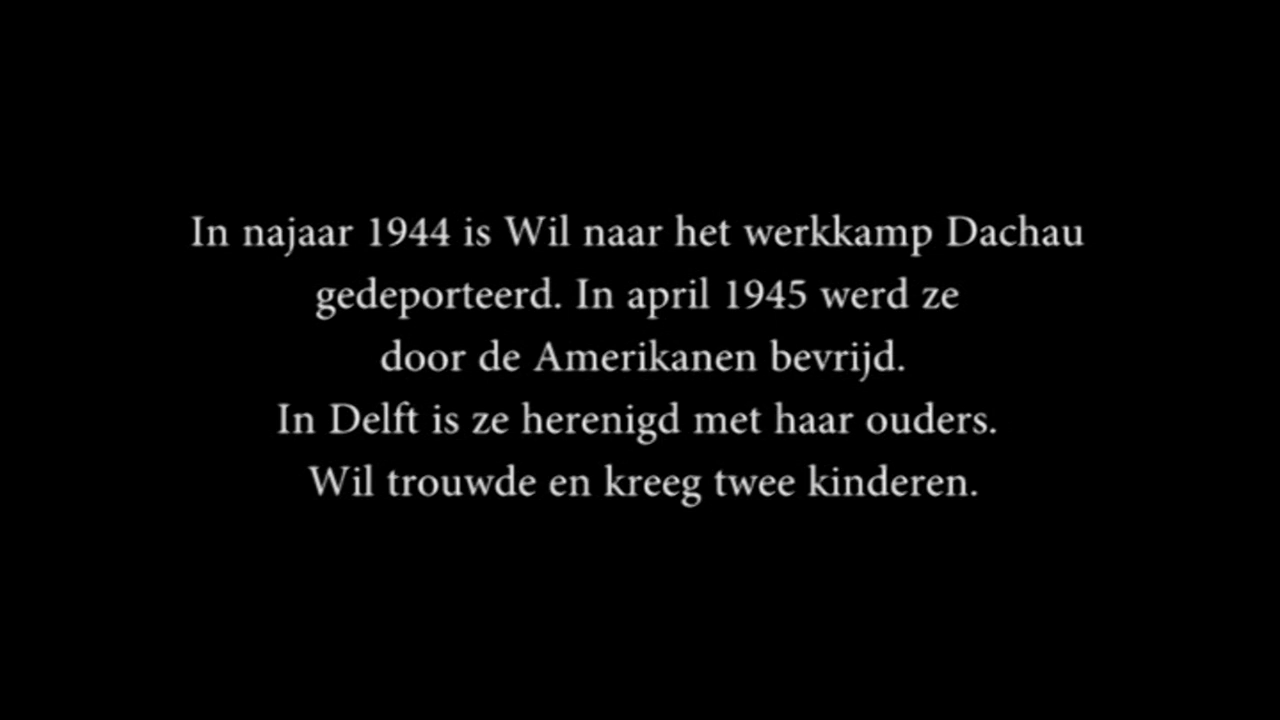 In najaar 1944 is Wil naar het werkkamp Dachau
gedeporteerd. In april 1945 werd ze
door de Amerikanen bevrijd.
In Delft is ze herenigd met haar ouders.
Wil trouwde en kreeg twee kinderen.